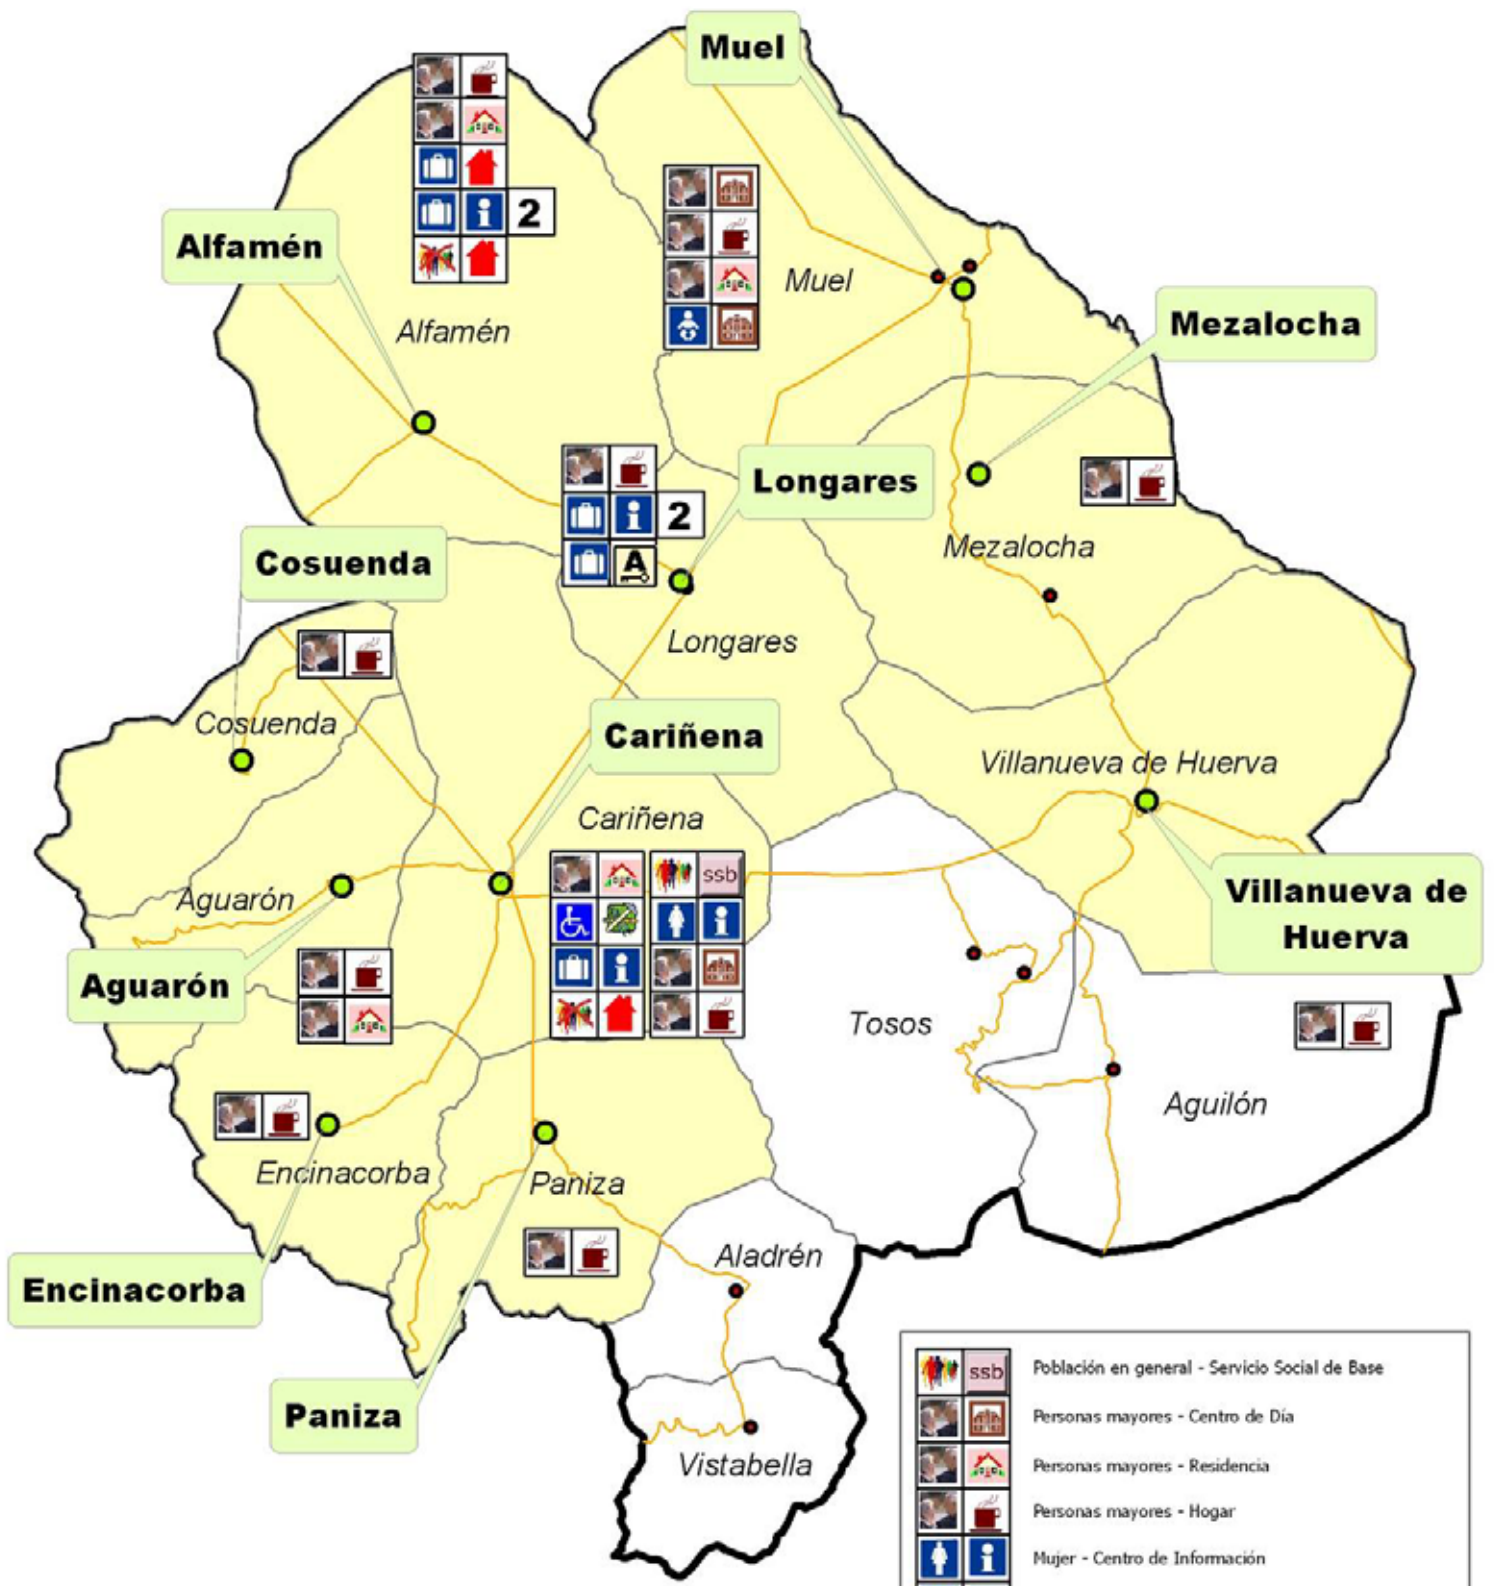 Muel
Alfamén
2
Muel
Mezalocha
Alfamén
Longares
2
A
Mezalocha
Cosuenda
Longares
Cosuenda
Cariñena
Villanueva de Huerva
Cariñena
ssb
Aguarón
Villanueva de
Huerva
Aguarón
Tosos
Aguilón
Encinacorba
Paniza
Aladrén
Encinacorba
Paniza
Vistabella
ssb
Población en general - Servicio Social de Base
Personas mayores - Centro de Día
Personas mayores - Residencia
Personas mayores - Hogar
Mujer - Centro de Información